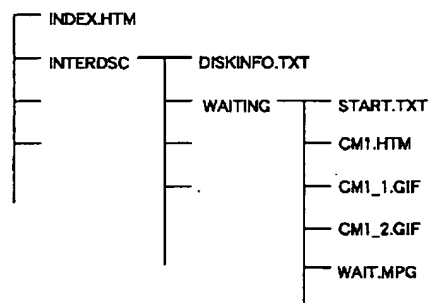 INDEX.HTM
INTERDSC DISKINFO.TXT
WAITING START.TXT
CM1.HTM
CM1_1.GIF
CM1_2.GIF
WAIT.MPG